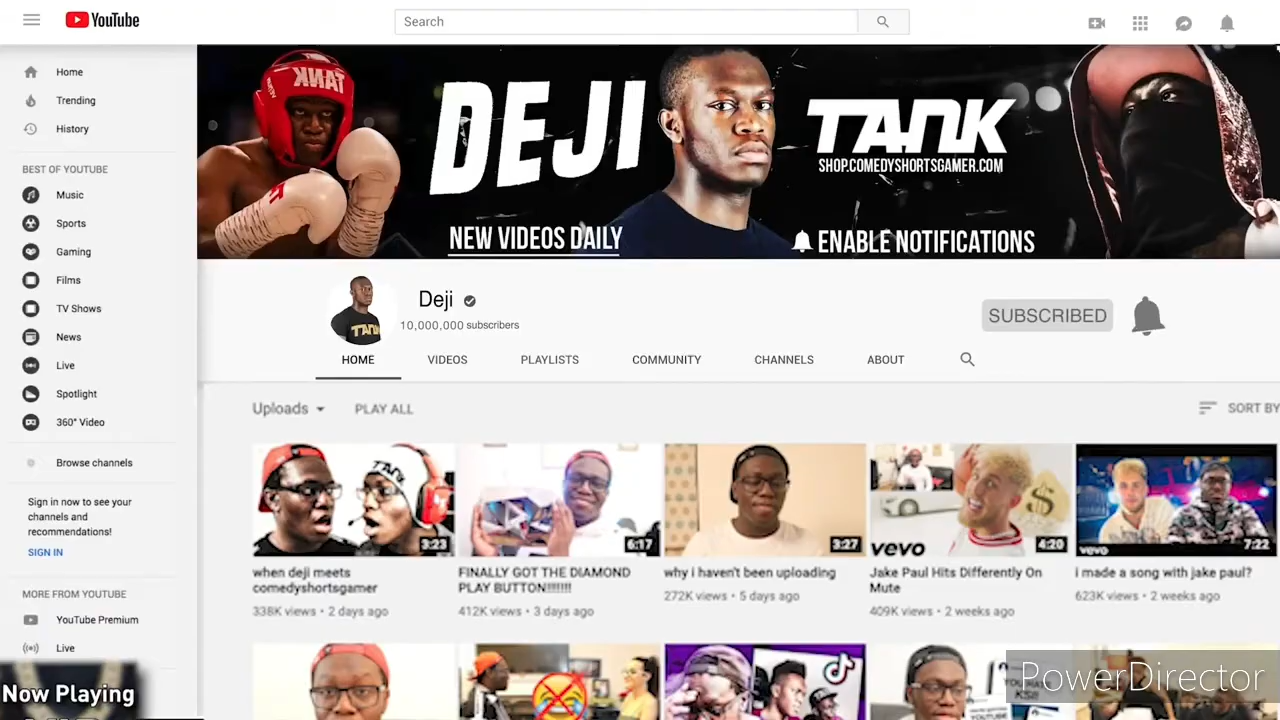 YouTube
Search
Home
Trending
History
BEST OF YOUTUBE
Music
Sports
Gaming
Films
TV Shows
News
Live
Spotlight
360° Video
Browse channels
Sign in now to see your
channels and
recommendations!
SIGN IN
MORE FROM YOUTUBE
YouTube Premium
Live
Now Playing
TANK
DEJI
TANK
SHOP.COMEDYSHORTSGAMER.COM
NEW VIDEOS DAILY
ENABLE NOTIFICATIONS
TANK
Deji
10,000,000 subscribers
SUBSCRIBED
HOME VIDEOS PLAYLISTS COMMUNITY CHANNELS ABOUT
Uploads PLAY ALL SORT BY
TANK
3:23
6:17
3:27
vevo 4:20
vevo 7:22
when deji meets
comedyshortsgamer
338K views • 2 days ago
FINALLY GOT THE DIAMOND
PLAY BUTTON!!!!!!!
412K views • 3 days ago
why i haven't been uploading
272K views • 5 days ago
Jake Paul Hits Differently On
Mute
409K views • 2 weeks ago
i made a song with jake paul?
623K views • 2 weeks ago
PowerDirector